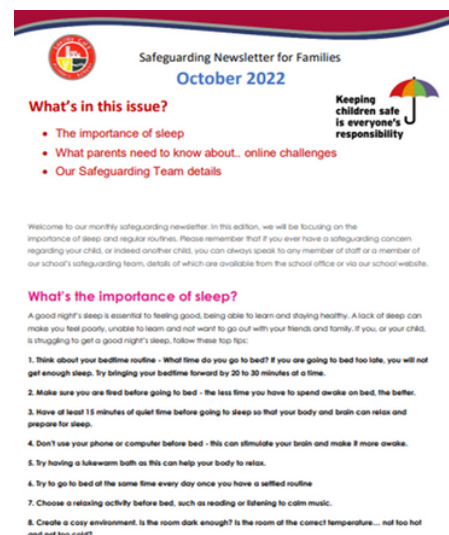 Safeguarding Newsletter for Families
October 2022
What's in this issue?
Keeping
children safe
is everyone's
responsibility
• The importance of sleep
• What parents need to know about.. online challenges
• Our Safeguarding Team details
Welcome to our monthly safeguarding newsletter. In this edition, we will be focusing on the
importance of sleep and regular routines. Please remember that if you ever have a safeguarding concern
regarding your child, or indeed another child, you can always speak to any member of staff or a member of
our school's safeguarding team, details of which are available from the school office or via our school website.
What's the importance of sleep?
A good night's sleep is essential to feeling good, being able to learn and staying healthy. A lack of sleep can
make you feel poorly, unable to learn and not want to go out with your friends and family. If you, or your child,
is struggling to get a good night's sleep, follow these top tips:
1. Think about your bedtime routine - What time do you go to bed? If you are going to bed too late, you will not
get enough sleep. Try bringing your bedtime forward by 20 to 30 minutes at a time.
2. Make sure you are tired before going to bed - the less time you have to spend awake on bed, the better.
3. Have at least 15 minutes of quiet time before going to sleep so that your body and brain can relax and
prepare for sleep.
4. Don't use your phone or computer before bed - this can stimulate your brain and make it more awake.
5. Try having a lukewarm bath as this can help your body to relax.
6. Try to go to bed at the same time every day once you have a settled routine
7. Choose a relaxing activity before bed, such as reading or listening to calm music.
8. Create a cosy environment. Is the room dark enough? Is the room at the correct temperature... not too hot
and not too cold?